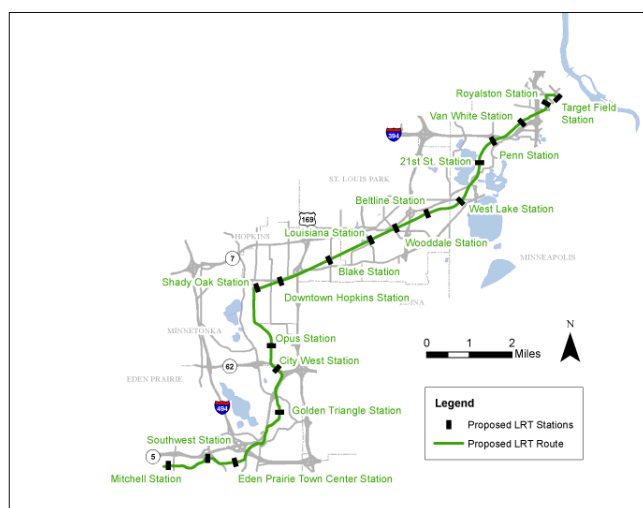 Royalston Station
Target Field
Station
Van White Station
394
Penn Station
21st St. Station
ST. LOUIS PARK
Beltline Station
West Lake Station
169
Louisiana Station
HOPKINS
Wooddale Station
7
MINNEAPOLIS
Blake Station
Shady Oak Station
Downtown Hopkins Station
EDINA
MINNETONKA
Opus Station
N
0 1 2
Miles
62
City West Station
EDEN PRAIRIE
494
Golden Triangle Station
Legend
Proposed LRT Stations
Proposed LRT Route
Southwest Station
5
Mitchell Station
Eden Prairie Town Center Station